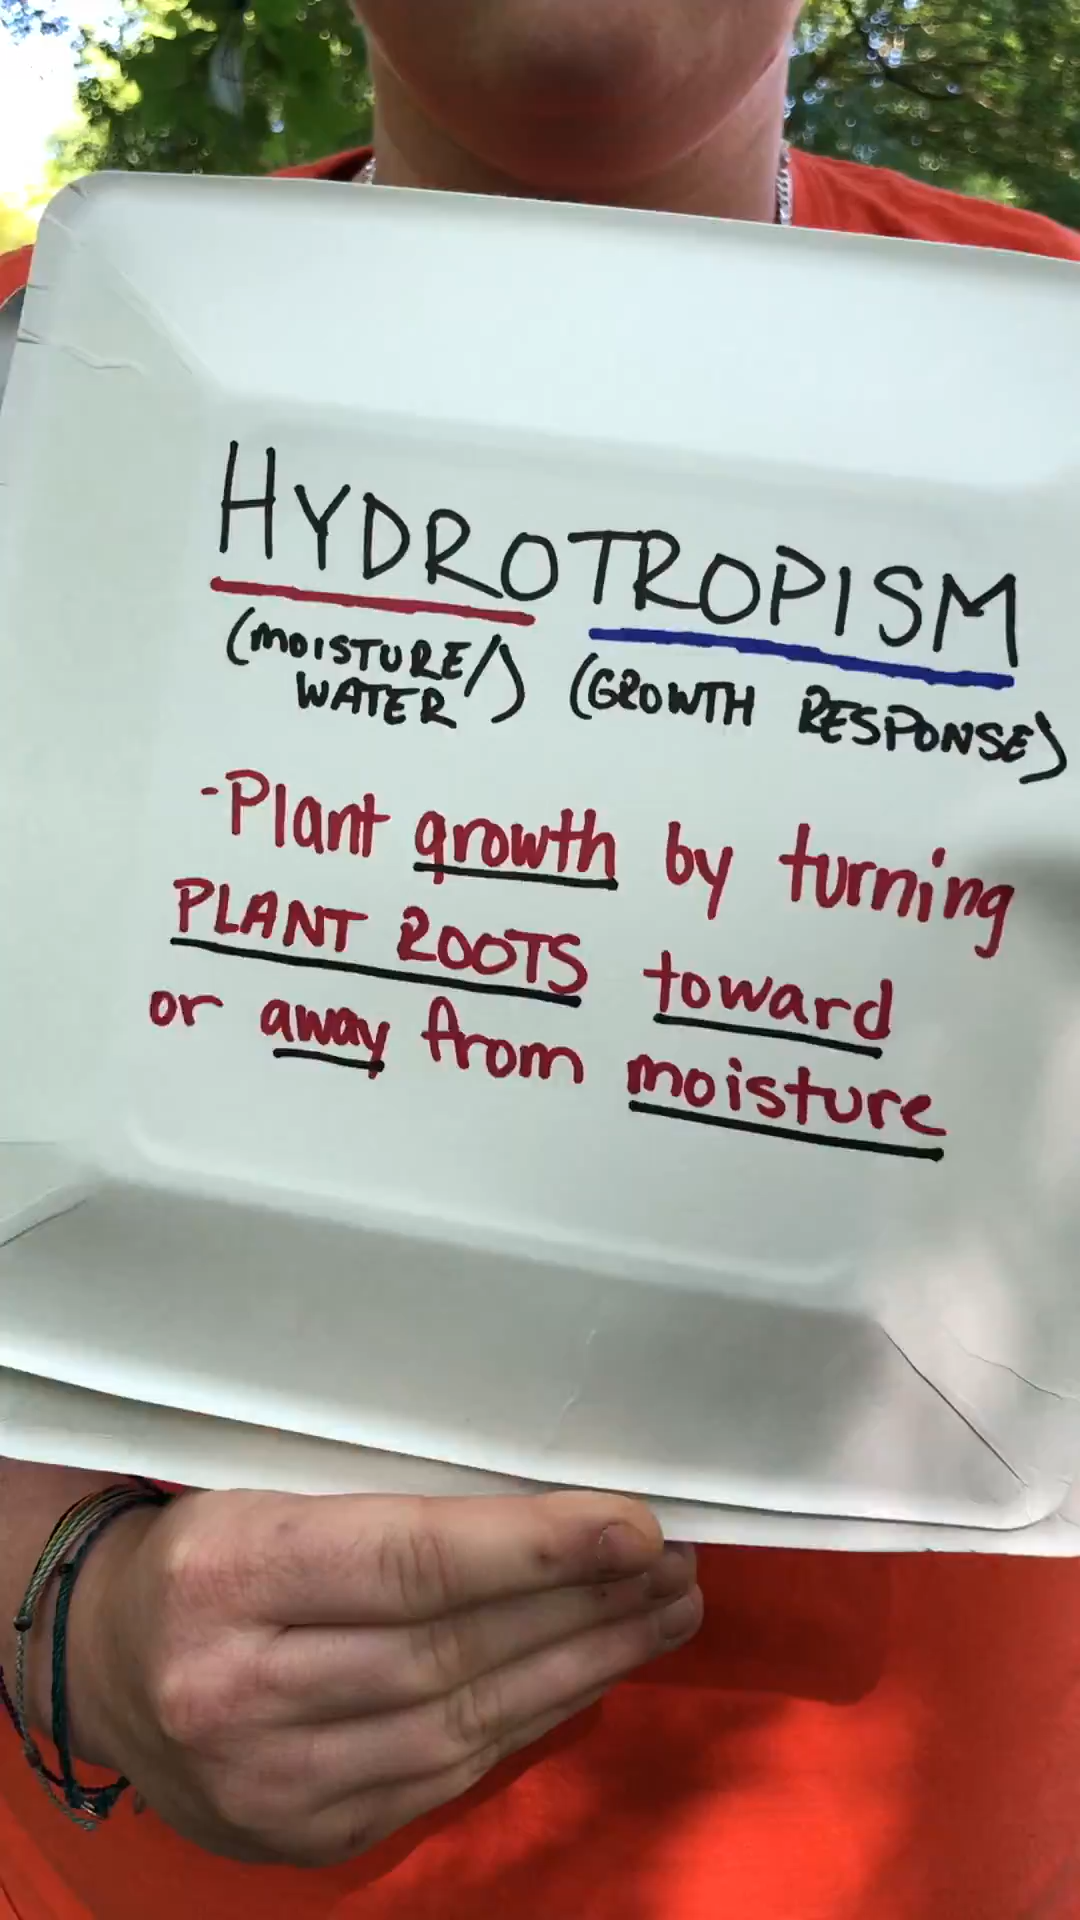 HYDROTROPISM
(MOISTURE/ WATER) (GROWTH RESPONSE)
-Plant growth by turning
PLANT ROOTS toward
or away from moisture